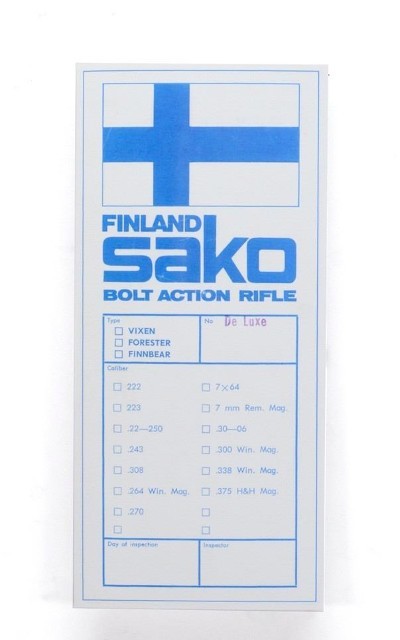 FINLAND
sako
BOLT ACTION RIFLE
Type
VIXEN
FORESTER
FINNBEAR
No
De Luxe
Caliber
222
223
.22—250
.243
.308
.264 Win. Mag.
.270
7×64
7 mm Rem. Mag.
.30—06
.300 Win. Mag.
.338 Win. Mag.
.375 H&H Mag.
Day of inspection
Inspector